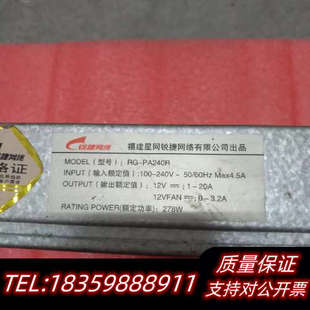 锐捷网络
福建星网锐捷网络有限公司出品
MODEL(型号): RG-PA240R
INPUT(输入额定值): 100-240V~ 50/60Hz Max4.5A
OUTPUT(输出额定值): 12V⎓: 1-20A
12VFAN⎓: 0-3.2A
RATING POWER(额定功率): 278W
格证
TEL:18359888911
质量保证
支持对公开票